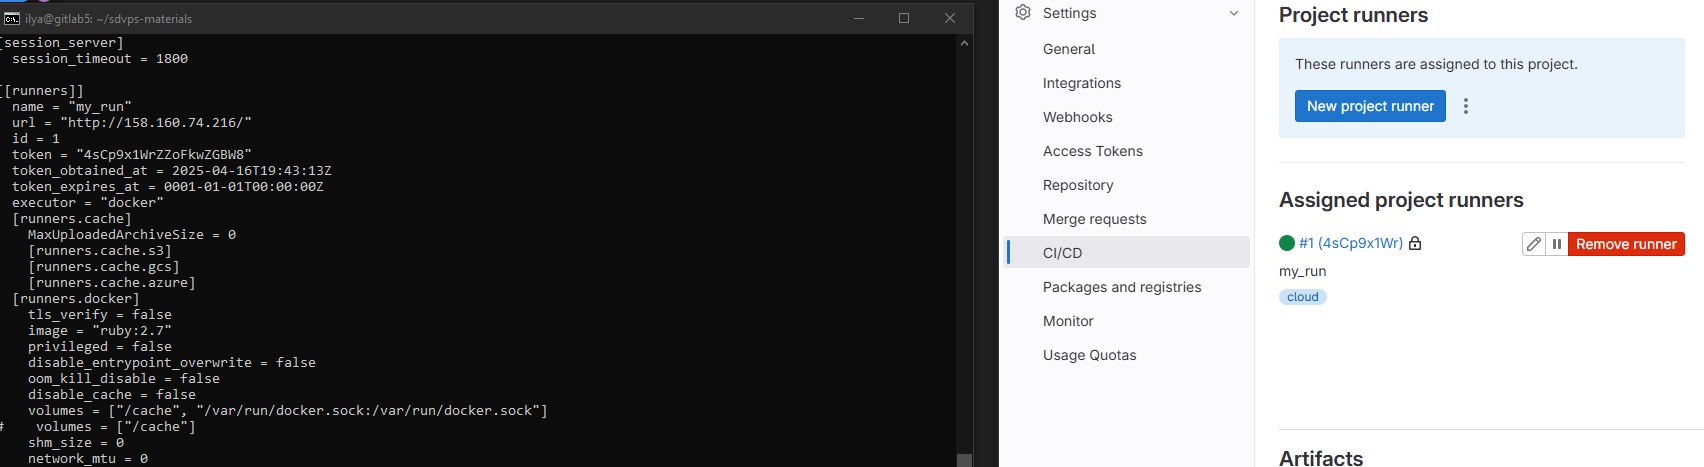 ilya@gitlab5: ~/sdvps-materials
[session_server]
session_timeout = 1800
[[runners]]
name = "my_run"
url = "http://158.160.74.216/"
id = 1
token = "4sCp9x1WrZZoFkwZGBW8"
token_obtained_at = 2025-04-16T19:43:13Z
token_expires_at = 0001-01-01T00:00:00Z
executor = "docker"
[runners.cache]
MaxUploadedArchiveSize = 0
[runners.cache.s3]
[runners.cache.gcs]
[runners.cache.azure]
[runners.docker]
tls_verify = false
image = "ruby:2.7"
privileged = false
disable_entrypoint_overwrite = false
oom_kill_disable = false
disable_cache = false
volumes = ["/cache", "/var/run/docker.sock:/var/run/docker.sock"]
#    volumes = ["/cache"]
shm_size = 0
network_mtu = 0
Settings
General
Integrations
Webhooks
Access Tokens
Repository
Merge requests
CI/CD
Packages and registries
Monitor
Usage Quotas
Project runners
These runners are assigned to this project.
New project runner
Assigned project runners
#1 (4sCp9x1Wr)
Remove runner
my_run
cloud
Artifacts